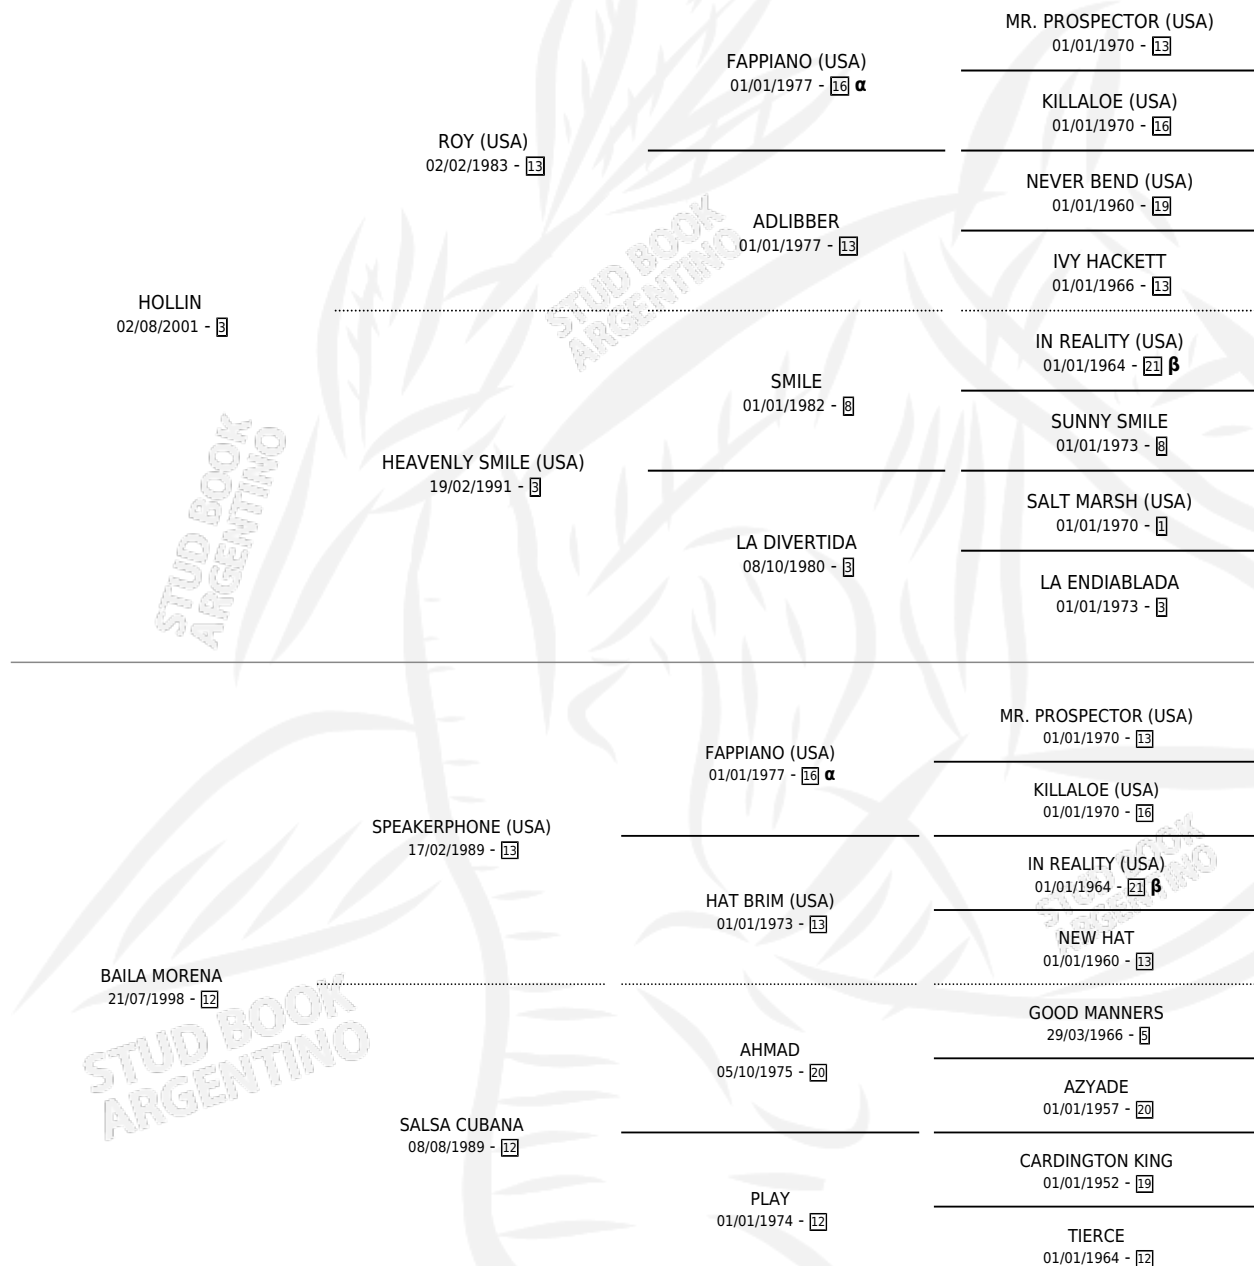 MR. PROSPECTOR (USA)
01/01/1970 - 13
FAPPIANO (USA)
01/01/1977 - 16 α
KILLALOE (USA)
01/01/1970 - 16
ROY (USA)
02/02/1983 - 13
NEVER BEND (USA)
01/01/1960 - 19
ADLIBBER
01/01/1977 - 13
IVY HACKETT
01/01/1966 - 13
HOLLIN
02/08/2001 - 3
IN REALITY (USA)
01/01/1964 - 21 β
SMILE
01/01/1982 - 8
SUNNY SMILE
01/01/1973 - 8
HEAVENLY SMILE (USA)
19/02/1991 - 3
SALT MARSH (USA)
01/01/1970 - 1
LA DIVERTIDA
08/10/1980 - 3
LA ENDIABLADA
01/01/1973 - 3
STUD BOOK
ARGENTINO
STUD BOOK
ARGENTINO
MR. PROSPECTOR (USA)
01/01/1970 - 13
FAPPIANO (USA)
01/01/1977 - 16 α
KILLALOE (USA)
01/01/1970 - 16
SPEAKERPHONE (USA)
17/02/1989 - 13
IN REALITY (USA)
01/01/1964 - 21 β
HAT BRIM (USA)
01/01/1973 - 13
NEW HAT
01/01/1960 - 13
BAILA MORENA
21/07/1998 - 12
GOOD MANNERS
29/03/1966 - 5
AHMAD
05/10/1975 - 20
AZYADE
01/01/1957 - 20
SALSA CUBANA
08/08/1989 - 12
CARDINGTON KING
01/01/1952 - 19
PLAY
01/01/1974 - 12
TIERCE
01/01/1964 - 12
STUD BOOK
ARGENTINO
STUD BOOK
ARGENTINO